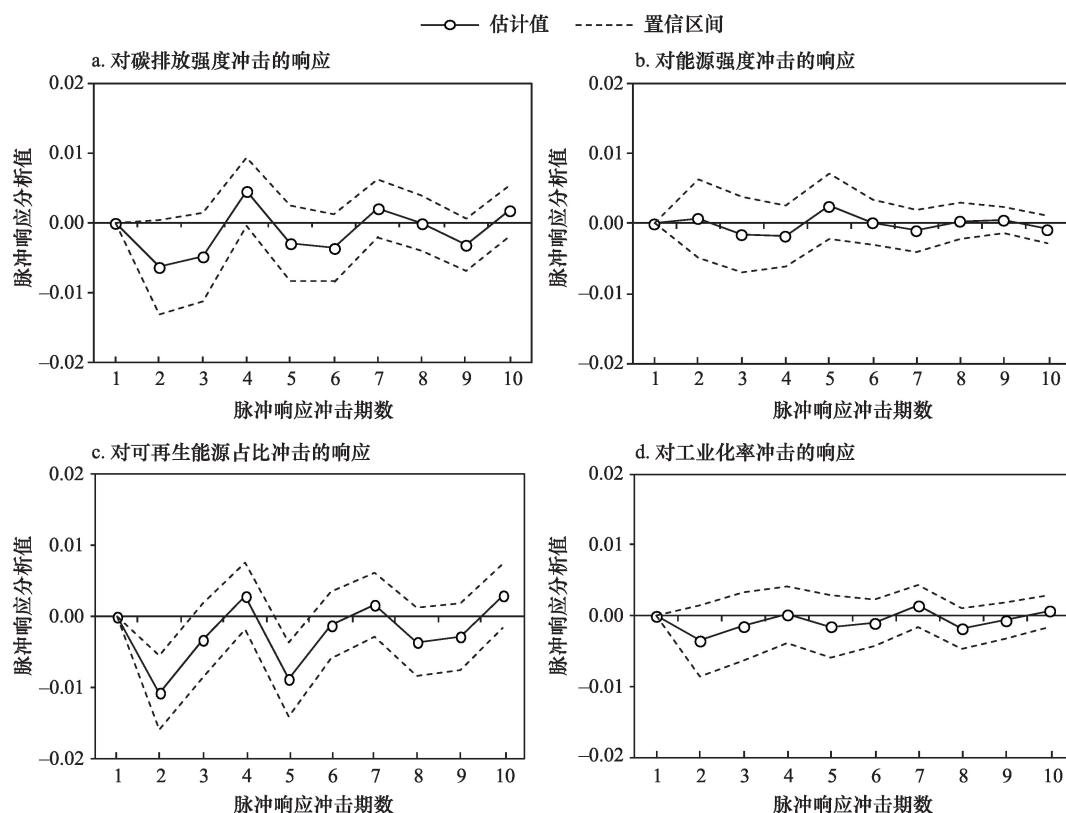 估计值 置信区间
a. 对碳排放强度冲击的响应
0.02
0.01
0.00
–0.01
–0.02
脉冲响应分析值
1 2 3 4 5 6 7 8 9 10
脉冲响应冲击期数
b. 对能源强度冲击的响应
0.02
0.01
0.00
–0.01
–0.02
脉冲响应分析值
1 2 3 4 5 6 7 8 9 10
脉冲响应冲击期数
c. 对可再生能源占比冲击的响应
0.02
0.01
0.00
–0.01
–0.02
脉冲响应分析值
1 2 3 4 5 6 7 8 9 10
脉冲响应冲击期数
d. 对工业化率冲击的响应
0.02
0.01
0.00
–0.01
–0.02
脉冲响应分析值
1 2 3 4 5 6 7 8 9 10
脉冲响应冲击期数